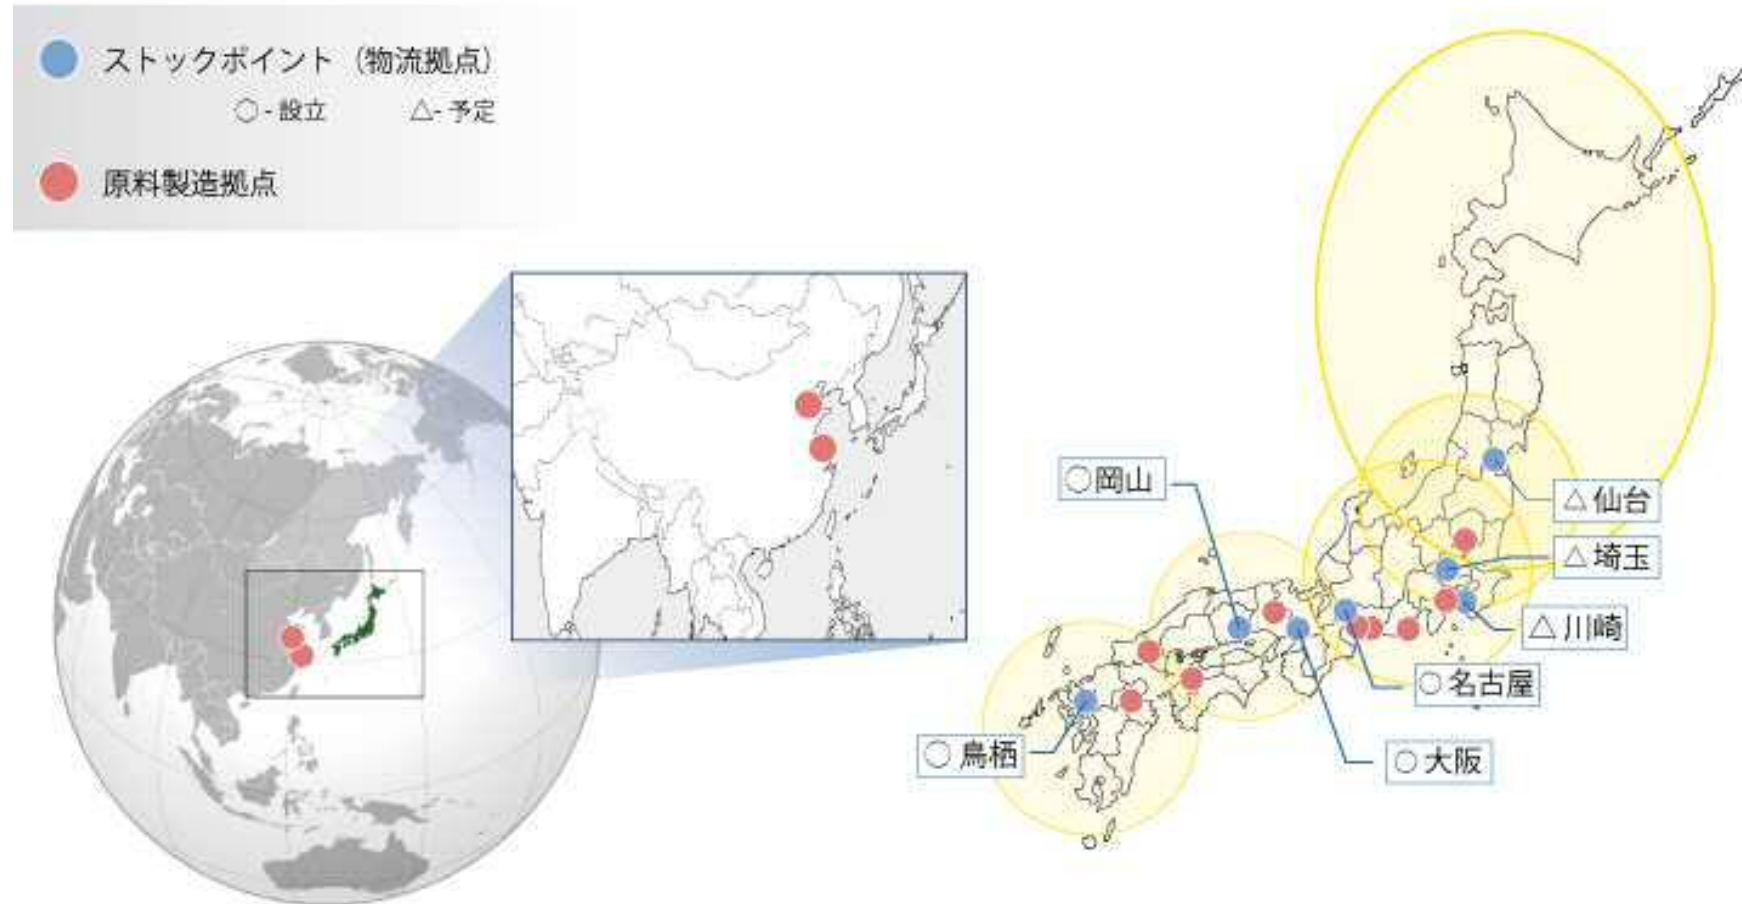 ストックポイント（物流拠点）
○-設立 △-予定
原料製造拠点
○岡山
△仙台
△埼玉
△川崎
○名古屋
○鳥栖
○大阪